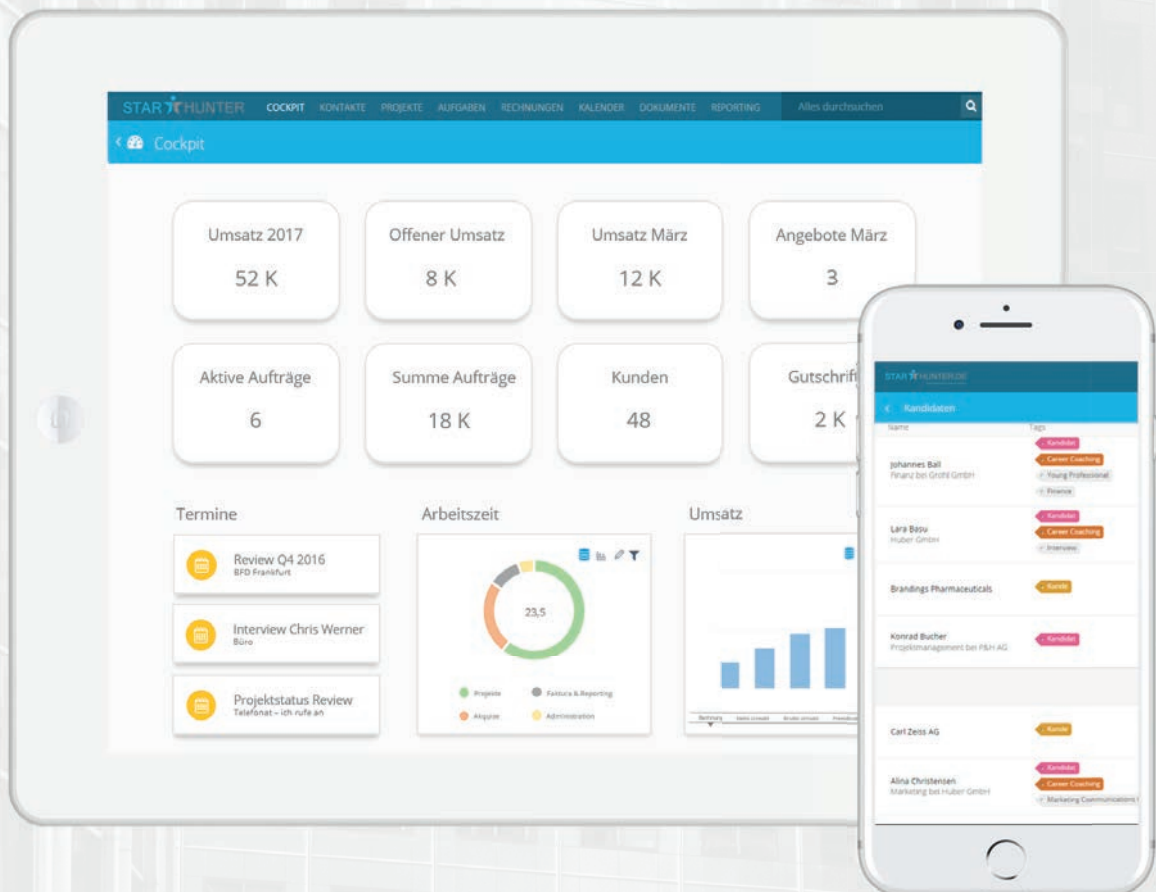 STAR HUNTER COCKPIT KONTAKTE PROJEKTE AUFGABEN RECHNUNGEN KALENDER DOKUMENTE REPORTING Alles durchsuchen
Cockpit
Umsatz 2017
52 K
Offener Umsatz
8 K
Umsatz März
12 K
Angebote März
3
Aktive Aufträge
6
Summe Aufträge
18 K
Kunden
48
Gutschrif
2 K
Termine
Review Q4 2016
BFD Frankfurt
Interview Chris Werner
Büro
Projektstatus Review
Telefonat – ich rufe an
Arbeitszeit
23,5
Projekte
Faktura & Reporting
Akquise
Administration
Umsatz
Rechnung
STAR HUNTER.DE
Kandidaten
Name Tags
Johannes Ball
Finanz bei Grohl GmbH
Kandidat
Career Coaching
Young Professional
Finance
Lara Basu
Huber GmbH
Kandidat
Career Coaching
Interview
Brandings Pharmaceuticals
Kunde
Konrad Bucher
Projektmanagement bei P&H AG
Kandidat
Carl Zeiss AG
Kunde
Alina Christensen
Marketing bei Huber GmbH
Kandidat
Career Coaching
Marketing Communications